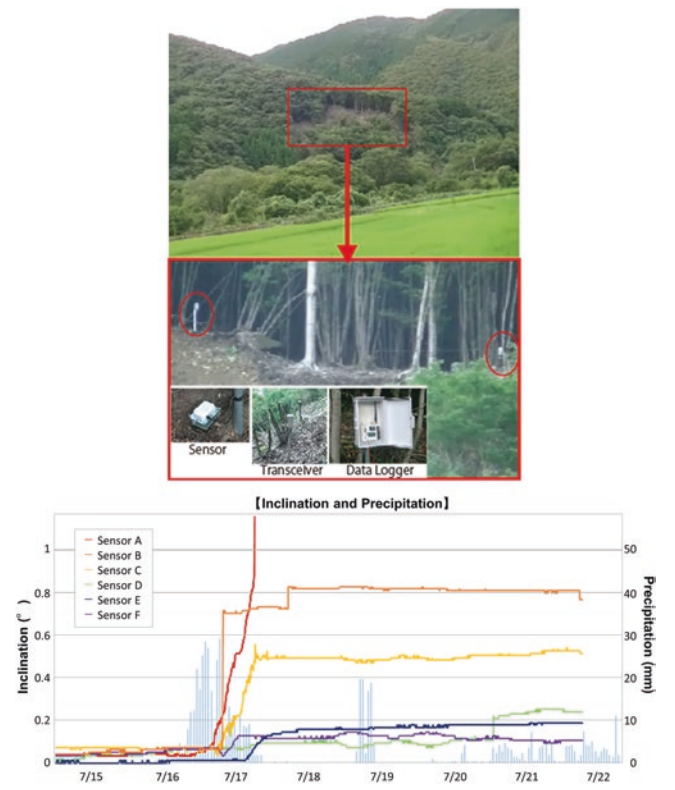 Sensor
Transceiver
Data Logger
【Inclination and Precipitation】
Sensor A
Sensor B
Sensor C
Sensor D
Sensor E
Sensor F
Inclination (° )
1
0.8
0.6
0.4
0.2
0
50
40
30
20
10
0
Precipitation (mm)
7/15
7/16
7/17
7/18
7/19
7/20
7/21
7/22